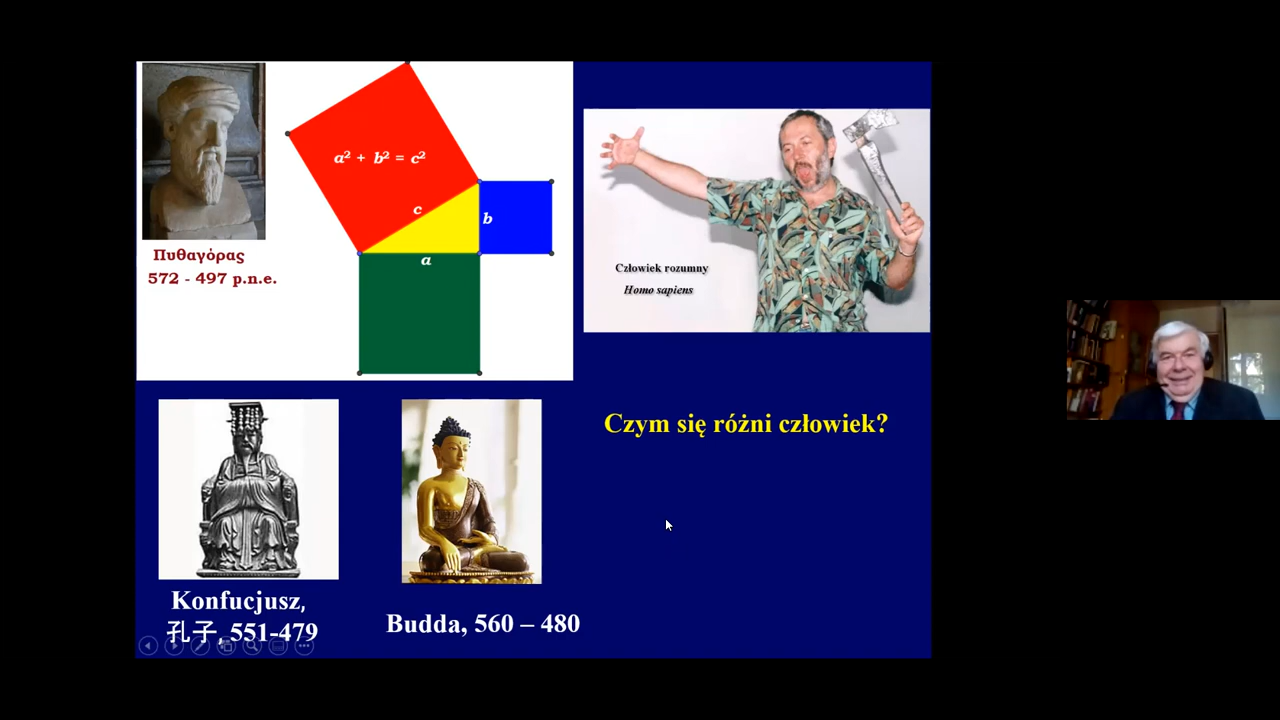 a² + b² = c²
c
b
a
Πυθαγόρας
572 - 497 p.n.e.
Człowiek rozumny
Homo sapiens
Czym się różni człowiek?
Konfucjusz,
孔子, 551-479
Budda, 560 – 480